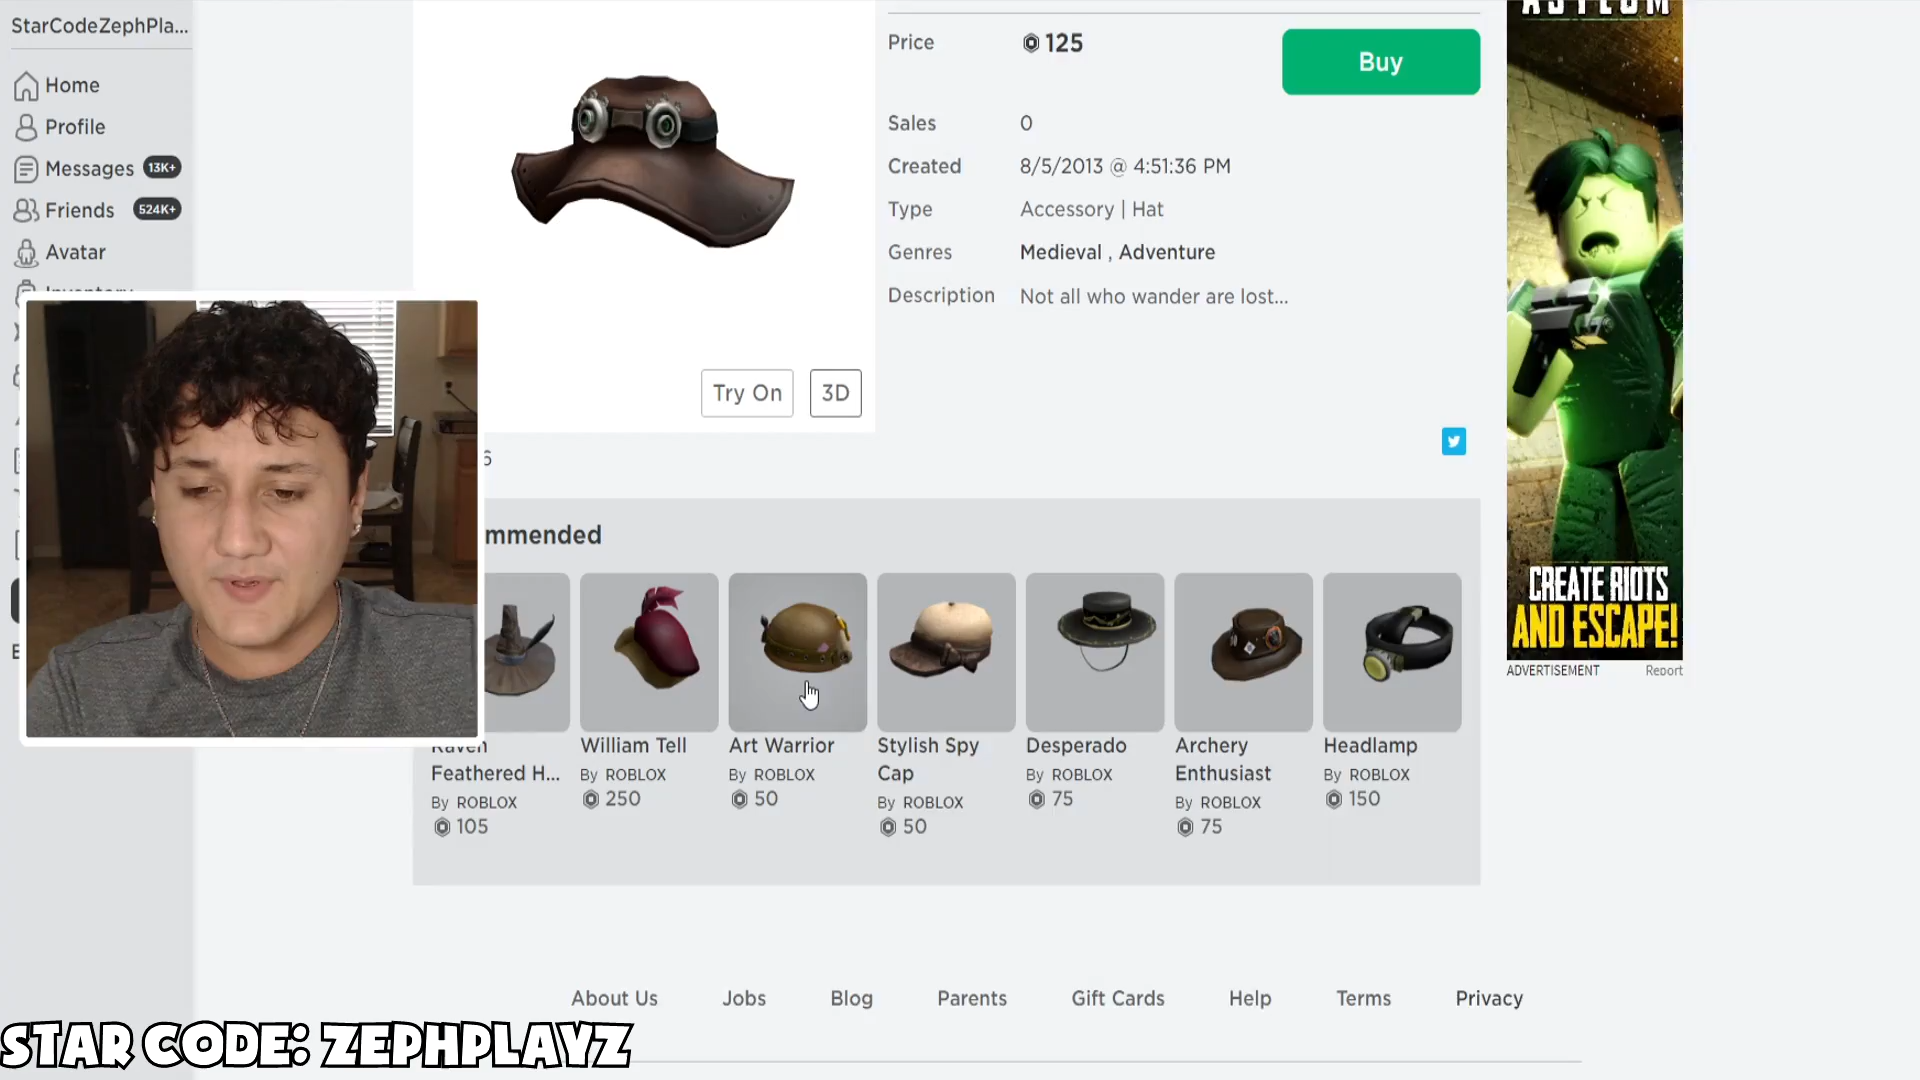 StarCodeZephPla...
Home
Profile
Messages 13K+
Friends 524K+
Avatar
Price 125
Buy
Sales 0
Created 8/5/2013 @ 4:51:36 PM
Type Accessory | Hat
Genres Medieval , Adventure
Description Not all who wander are lost...
Try On
3D
6
mmended
Raven Feathered H...
By ROBLOX
105
William Tell
By ROBLOX
250
Art Warrior
By ROBLOX
50
Stylish Spy
Cap
By ROBLOX
50
Desperado
By ROBLOX
75
Archery
Enthusiast
By ROBLOX
75
Headlamp
By ROBLOX
150
ASYLUM
CREATE RIOTS
AND ESCAPE!
ADVERTISEMENT
Report
About Us
Jobs
Blog
Parents
Gift Cards
Help
Terms
Privacy
STAR CODE: ZEPHPLAYZ